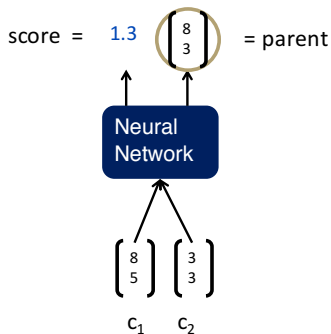 score = 1.3 8 = parent
3
Neural
Network
8 3
5 3
c1 c2